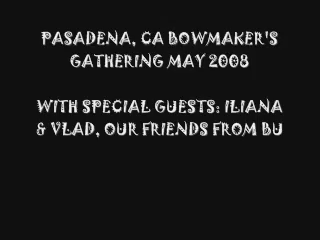 PASADENA, CA BOWMAKER'S
GATHERING MAY 2008
WITH SPECIAL GUESTS: ILIANA
& VLAD, OUR FRIENDS FROM BU